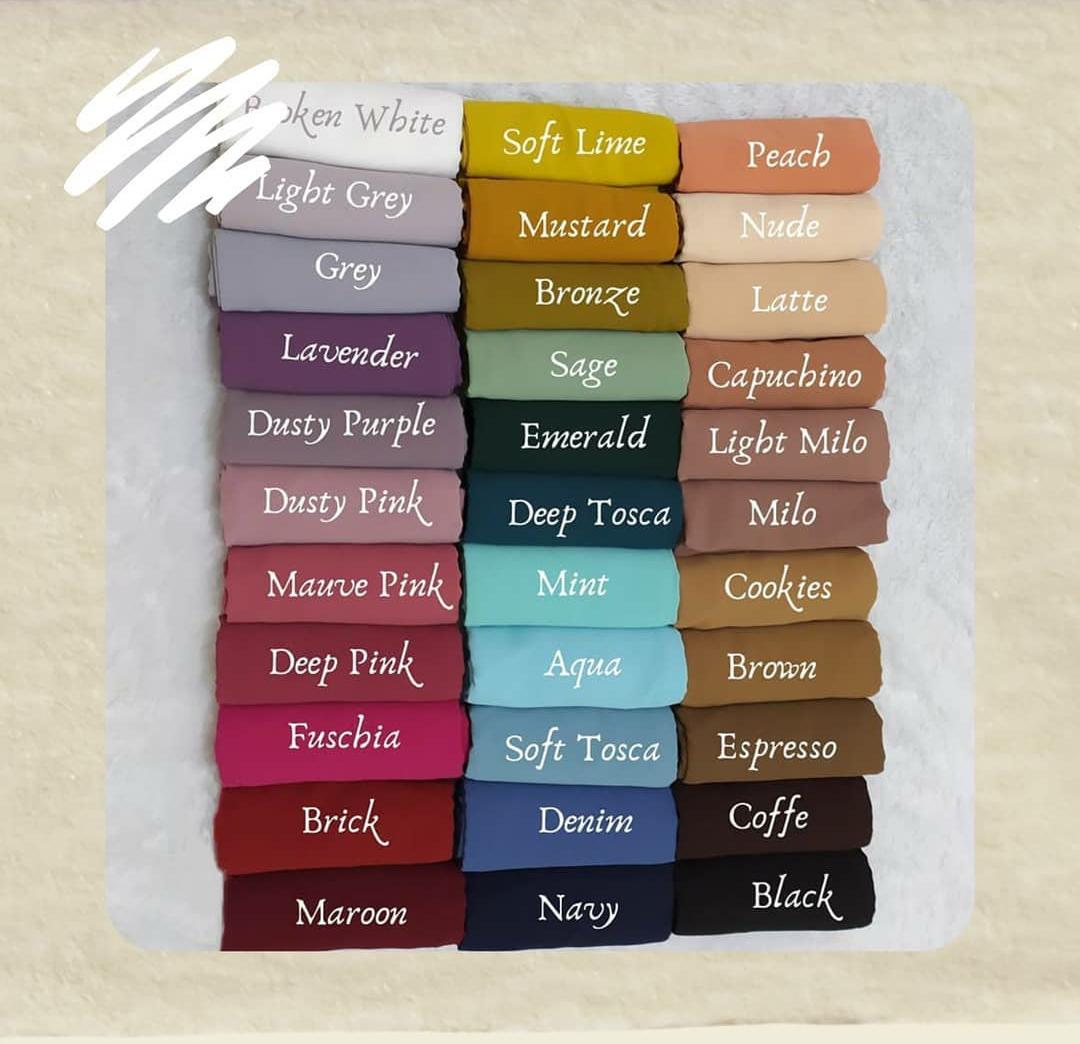 Broken White
Light Grey
Grey
Lavender
Dusty Purple
Dusty Pink
Mauve Pink
Deep Pink
Fuschia
Brick
Maroon
Soft Lime
Mustard
Bronze
Sage
Emerald
Deep Tosca
Mint
Aqua
Soft Tosca
Denim
Navy
Peach
Nude
Latte
Capuchino
Light Milo
Milo
Cookies
Brown
Espresso
Coffe
Black